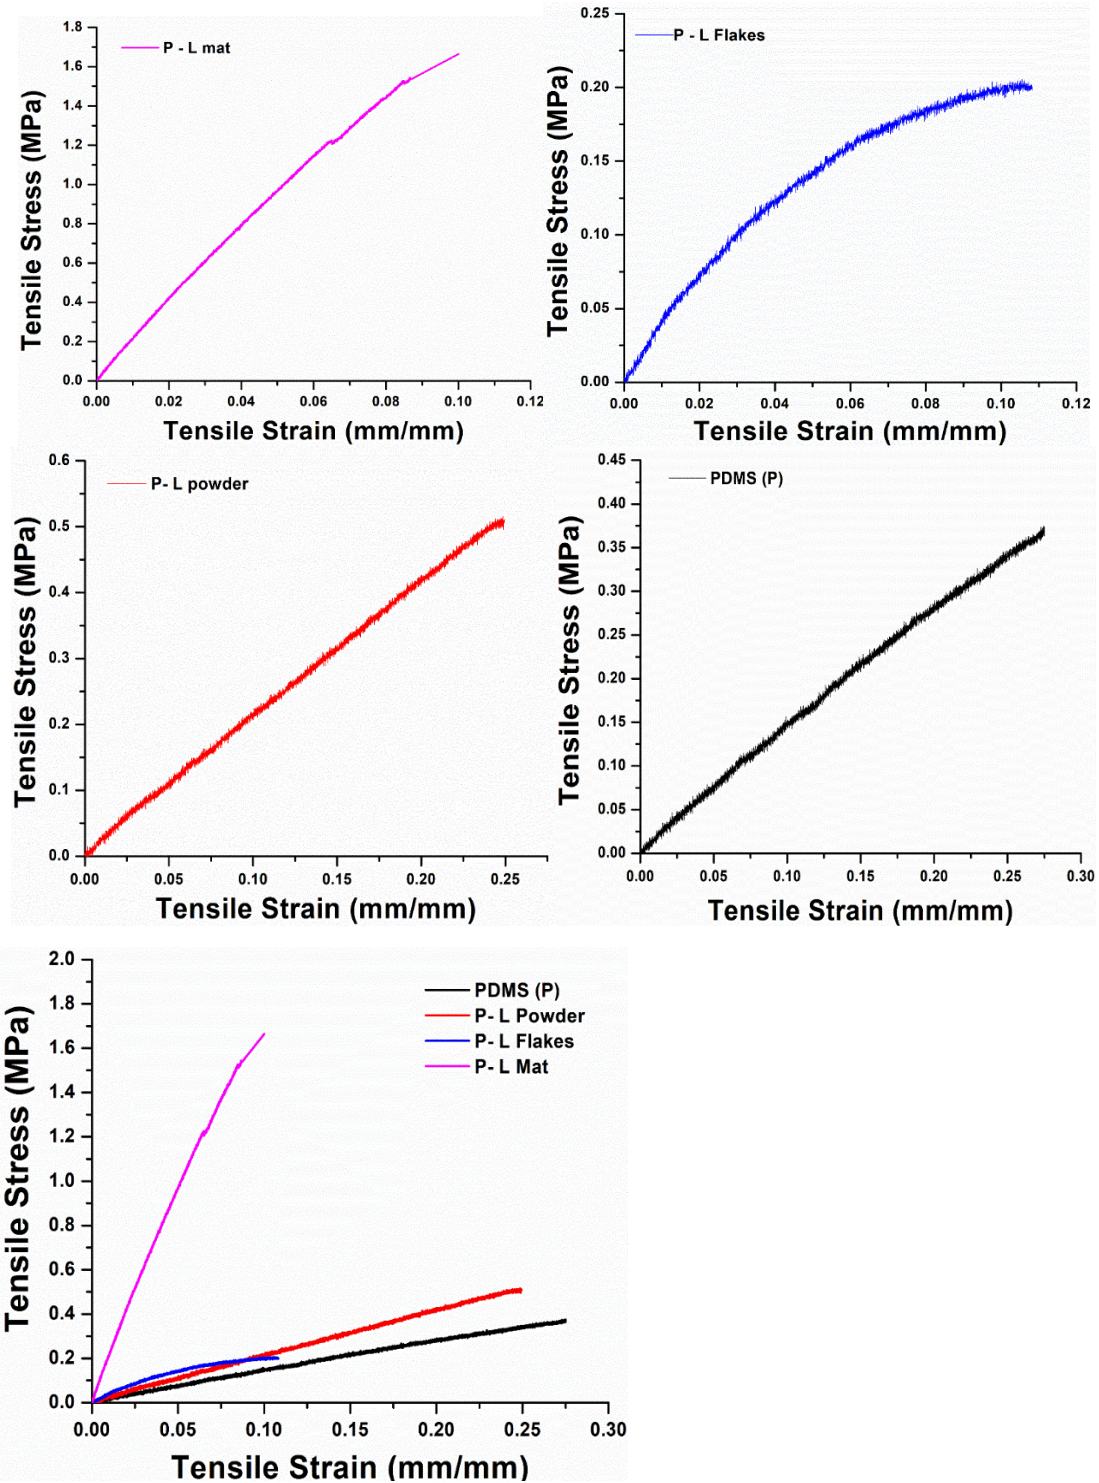 P - L mat
Tensile Stress (MPa)
1.8
1.6
1.4
1.2
1.0
0.8
0.6
0.4
0.2
0.0
0.00 0.02 0.04 0.06 0.08 0.10 0.12
Tensile Strain (mm/mm)
P - L Flakes
Tensile Stress (MPa)
0.25
0.20
0.15
0.10
0.05
0.00
0.00 0.02 0.04 0.06 0.08 0.10 0.12
Tensile Strain (mm/mm)
P- L powder
Tensile Stress (MPa)
0.6
0.5
0.4
0.3
0.2
0.1
0.0
0.00 0.05 0.10 0.15 0.20 0.25
Tensile Strain (mm/mm)
PDMS (P)
Tensile Stress (MPa)
0.45
0.40
0.35
0.30
0.25
0.20
0.15
0.10
0.05
0.00
0.00 0.05 0.10 0.15 0.20 0.25 0.30
Tensile Strain (mm/mm)
PDMS (P)
P- L Powder
P- L Flakes
P- L Mat
Tensile Stress (MPa)
2.0
1.8
1.6
1.4
1.2
1.0
0.8
0.6
0.4
0.2
0.0
0.00 0.05 0.10 0.15 0.20 0.25 0.30
Tensile Strain (mm/mm)